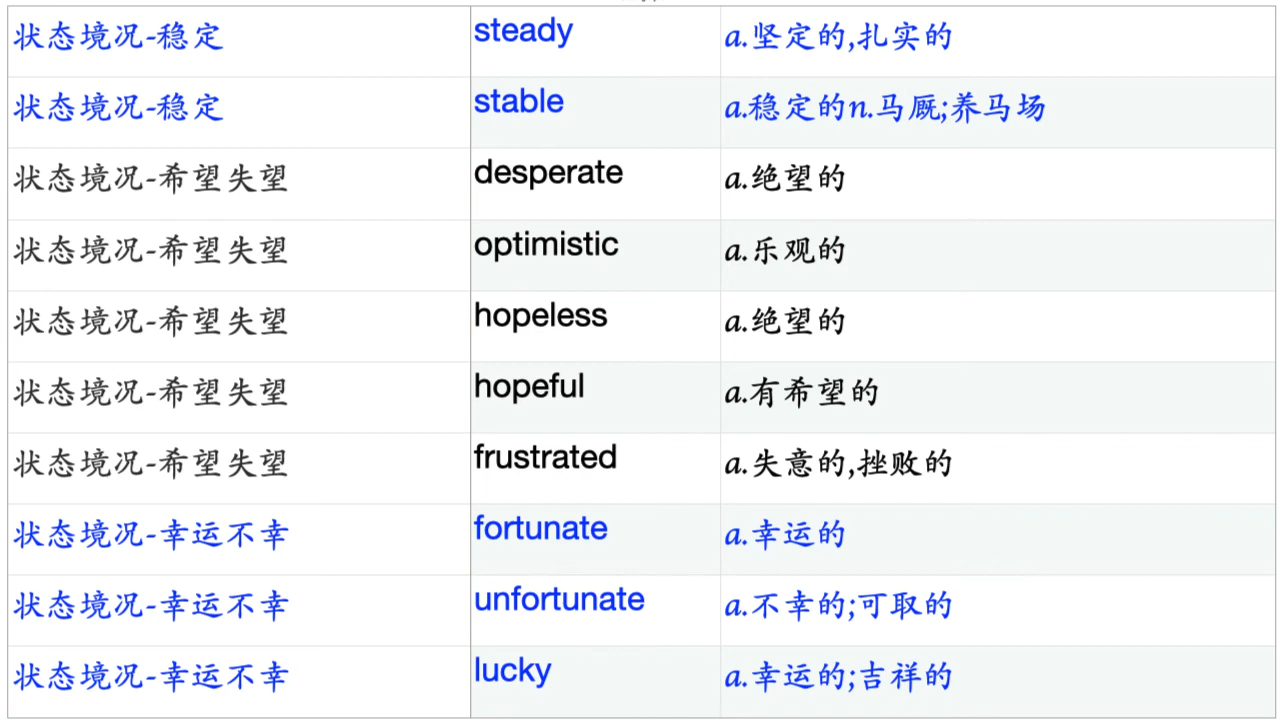 状态境况-稳定 steady a.坚定的,扎实的
状态境况-稳定 stable a.稳定的n.马厩;养马场
状态境况-希望失望 desperate a.绝望的
状态境况-希望失望 optimistic a.乐观的
状态境况-希望失望 hopeless a.绝望的
状态境况-希望失望 hopeful a.有希望的
状态境况-希望失望 frustrated a.失意的,挫败的
状态境况-幸运不幸 fortunate a.幸运的
状态境况-幸运不幸 unfortunate a.不幸的;可取的
状态境况-幸运不幸 lucky a.幸运的;吉祥的